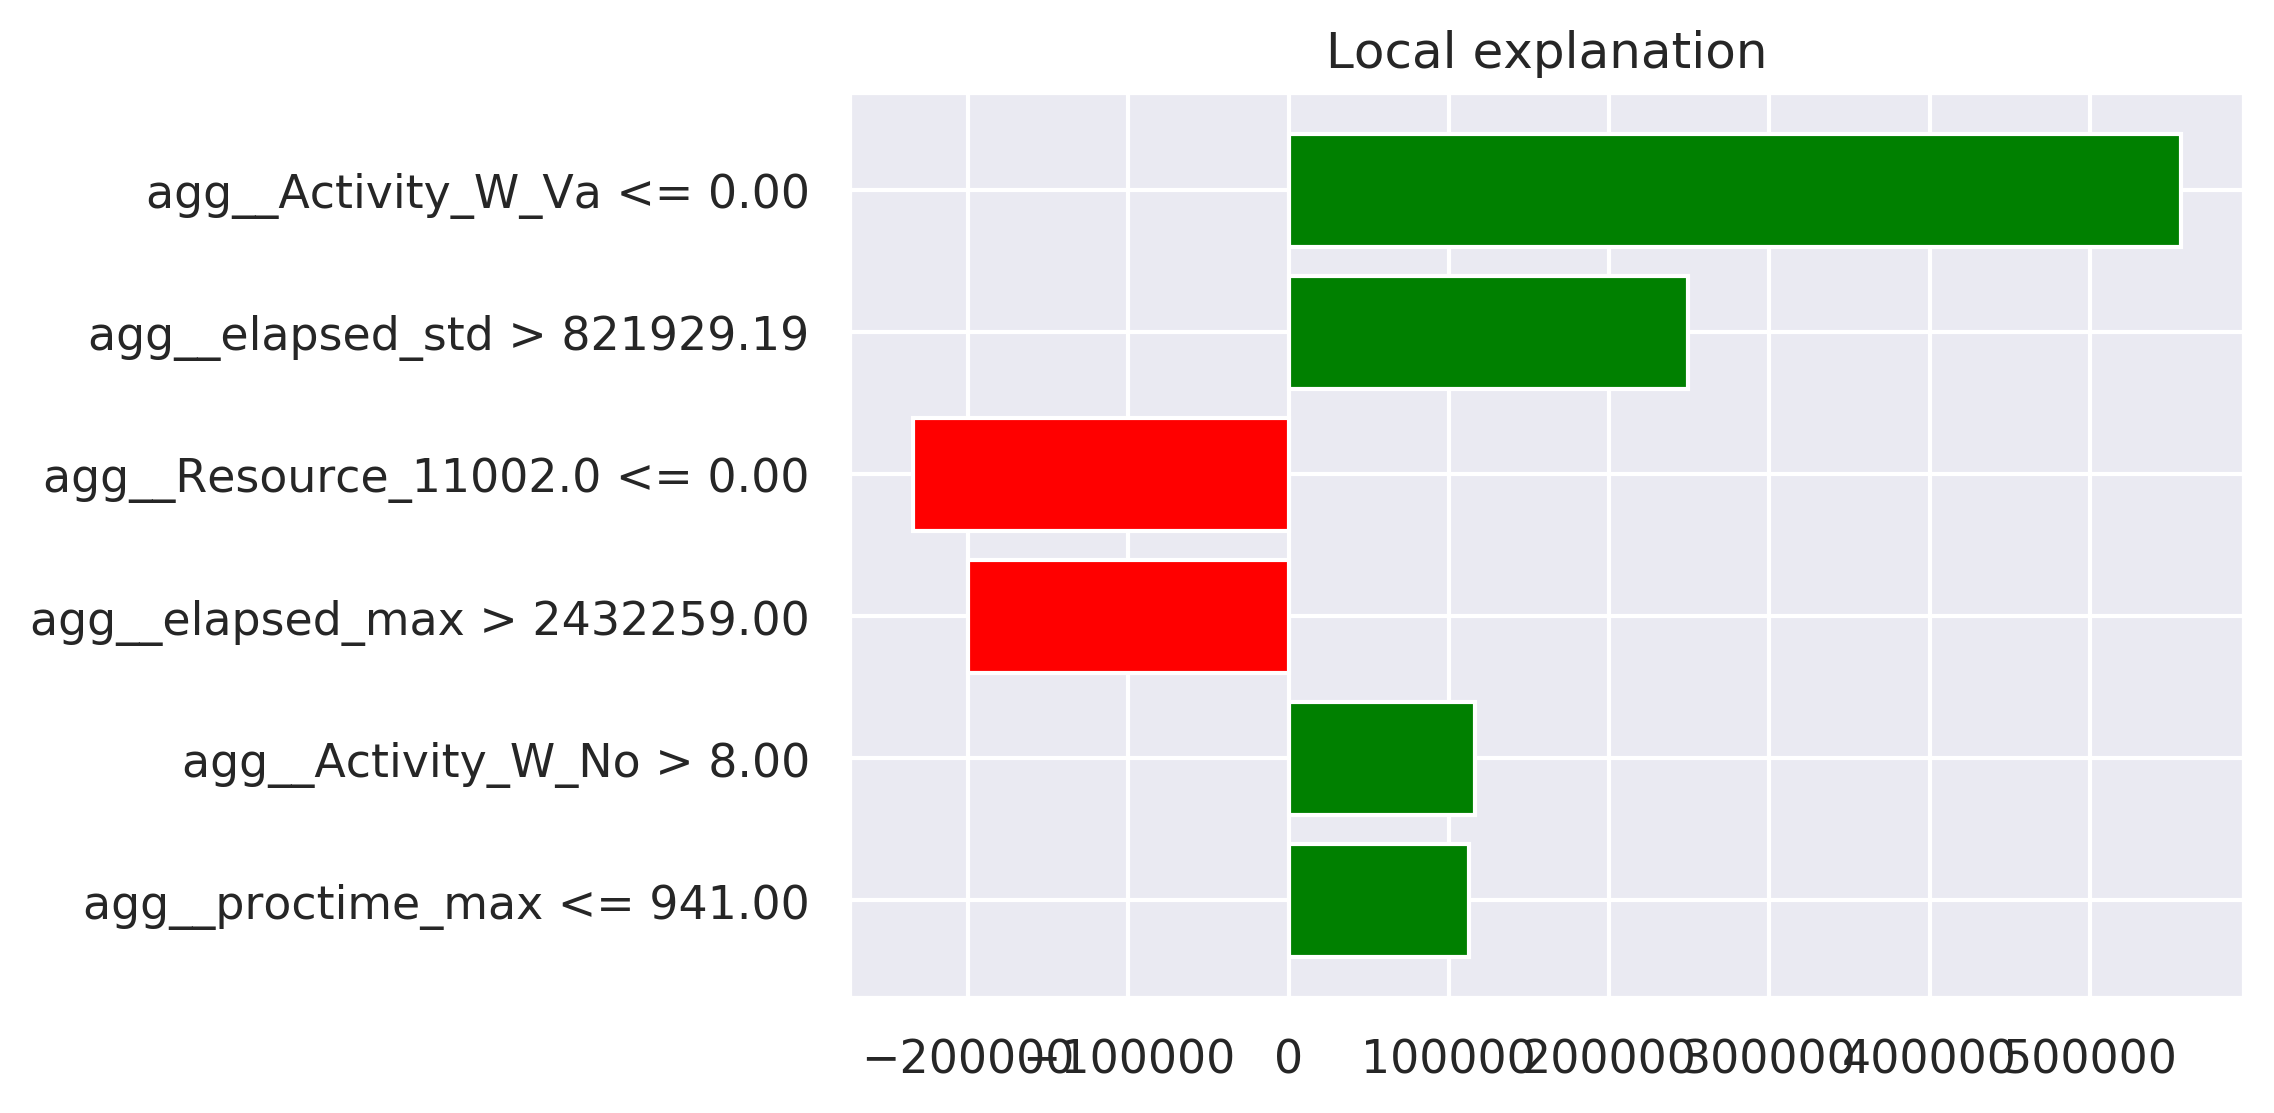 Local explanation
agg__Activity_W_Va <= 0.00
agg__elapsed_std > 821929.19
agg__Resource_11002.0 <= 0.00
agg__elapsed_max > 2432259.00
agg__Activity_W_No > 8.00
agg__proctime_max <= 941.00
−200000 −100000 0 100000 200000 300000 400000 500000